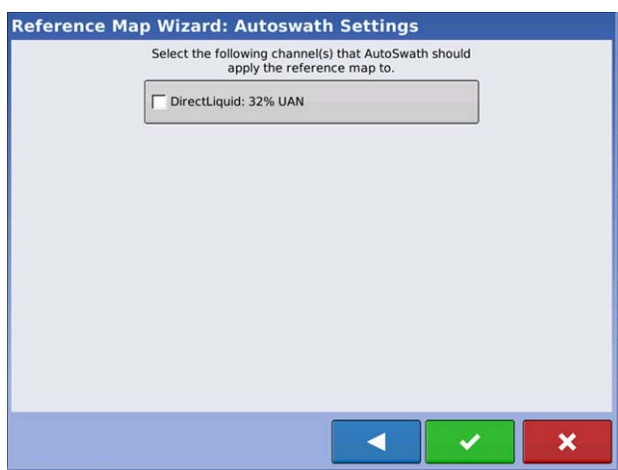 Reference Map Wizard: Autoswath Settings
Select the following channel(s) that AutoSwath should
apply the reference map to.
DirectLiquid: 32% UAN